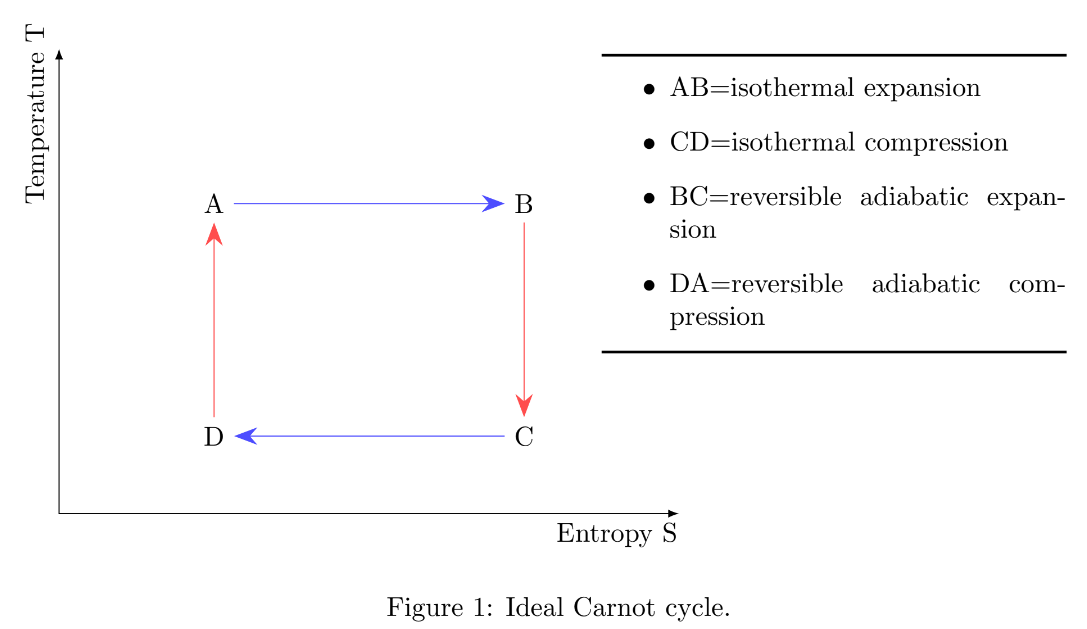 Temperature T
A
B
D
C
Entropy S
• AB=isothermal expansion
• CD=isothermal compression
• BC=reversible adiabatic expan-
sion
• DA=reversible adiabatic com-
pression
Figure 1: Ideal Carnot cycle.